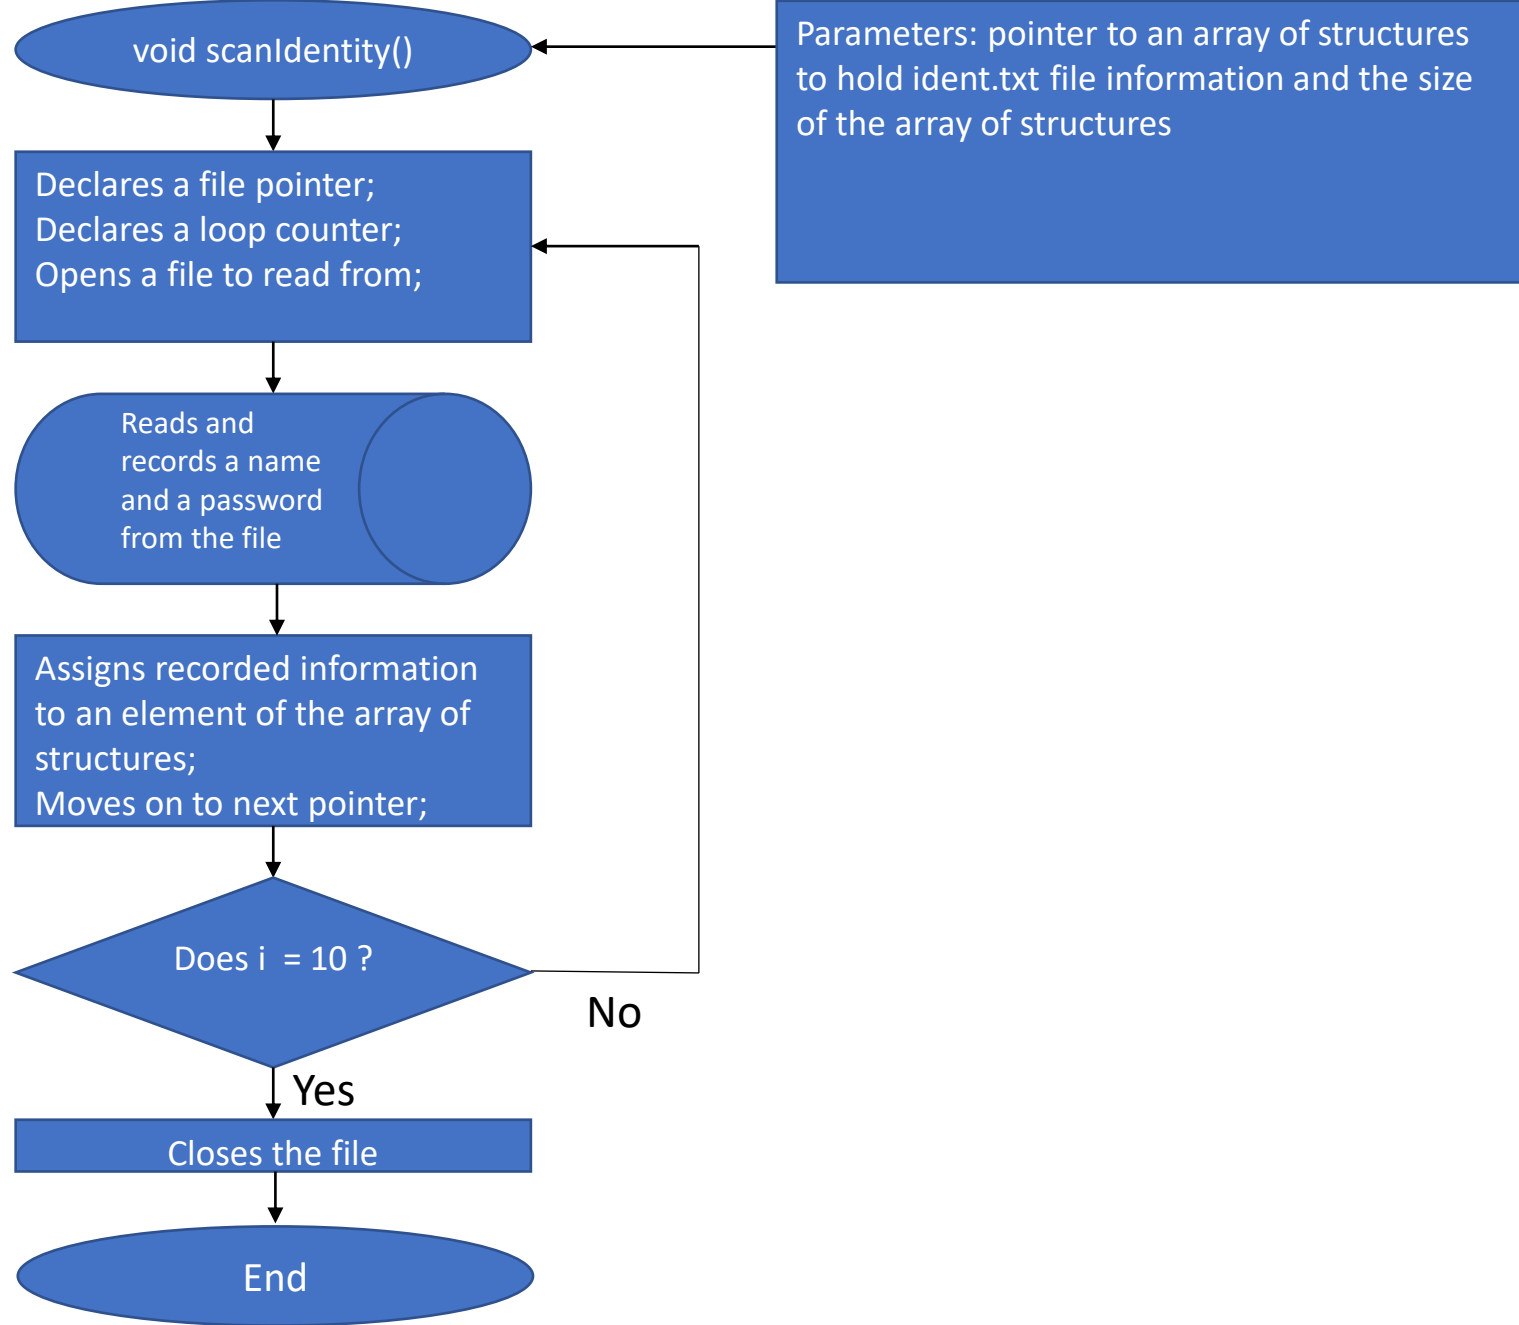 void scanIdentity()
Parameters: pointer to an array of structures
to hold ident.txt file information and the size
of the array of structures
Declares a file pointer;
Declares a loop counter;
Opens a file to read from;
Reads and
records a name
and a password
from the file
Assigns recorded information
to an element of the array of
structures;
Moves on to next pointer;
Does i  = 10 ?
No
Yes
Closes the file
End